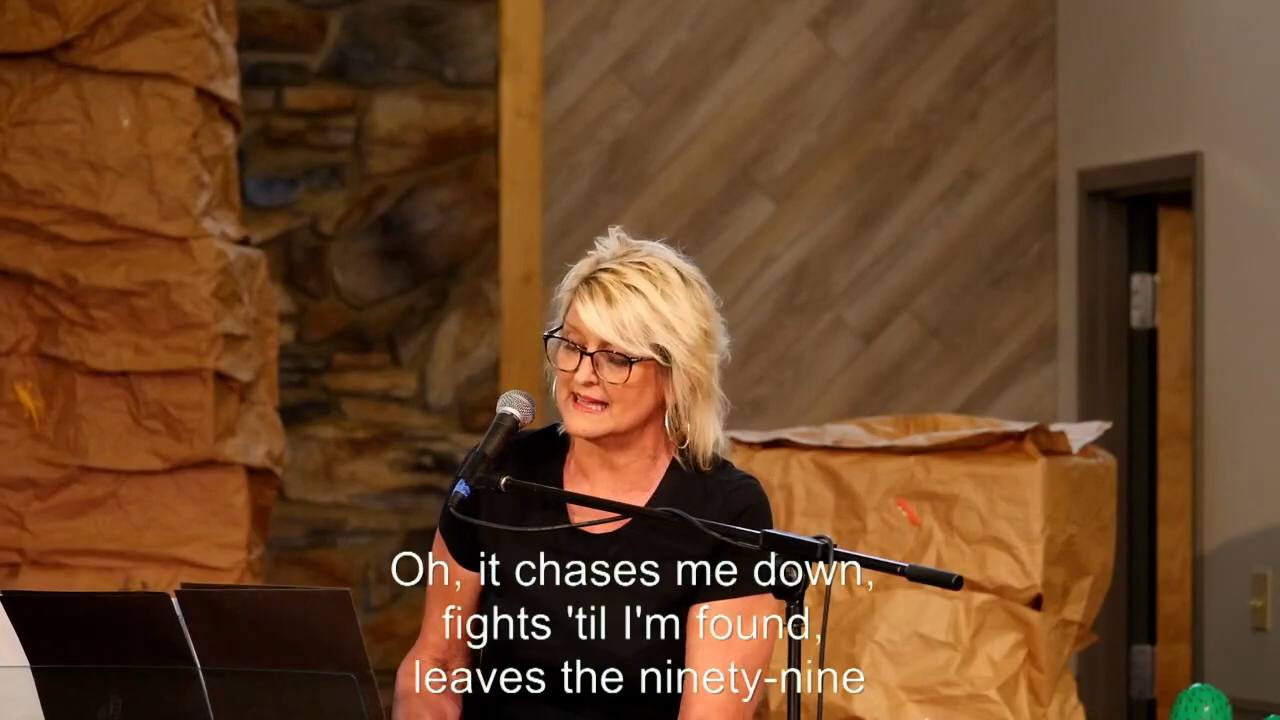 Oh, it chases me down,
fights 'til I'm found,
leaves the ninety-nine